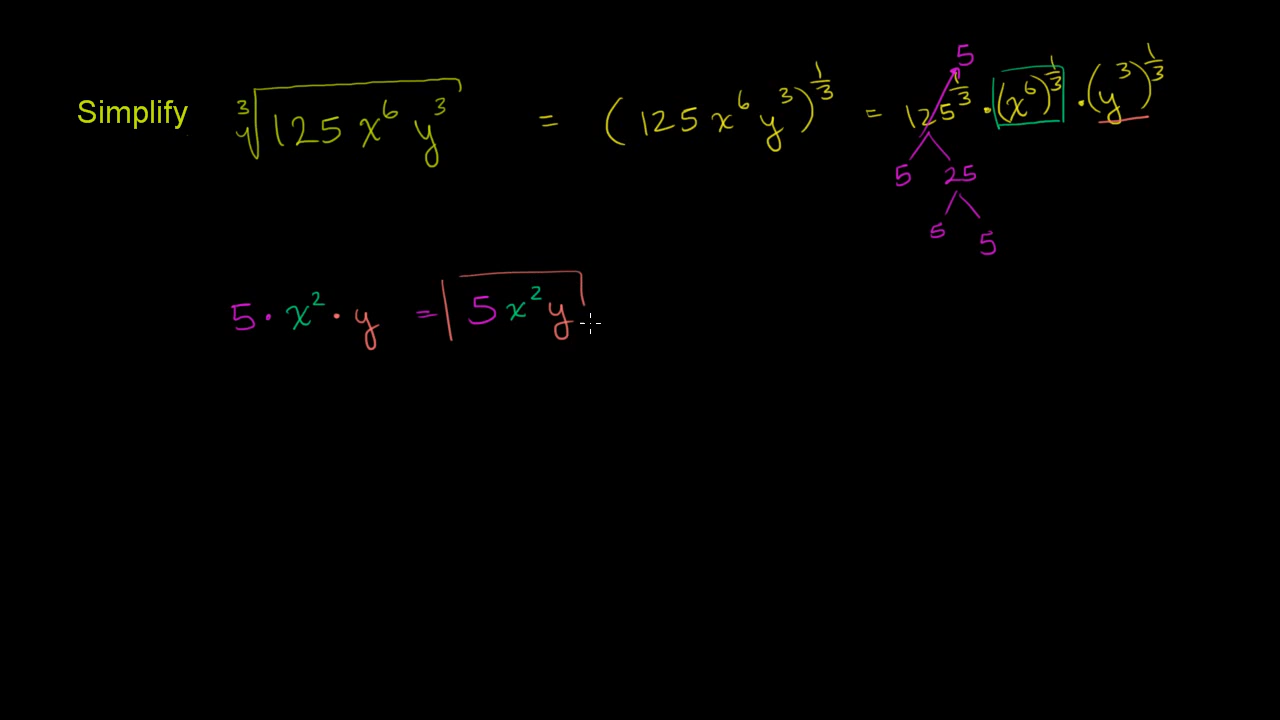 Simplify ∛(125x⁶y³) = (125x⁶y³)^(1/3) = 125^(1/3) · (x⁶)^(1/3) · (y³)^(1/3)
5
5 25
5 5
5 · x² · y = 5x²y